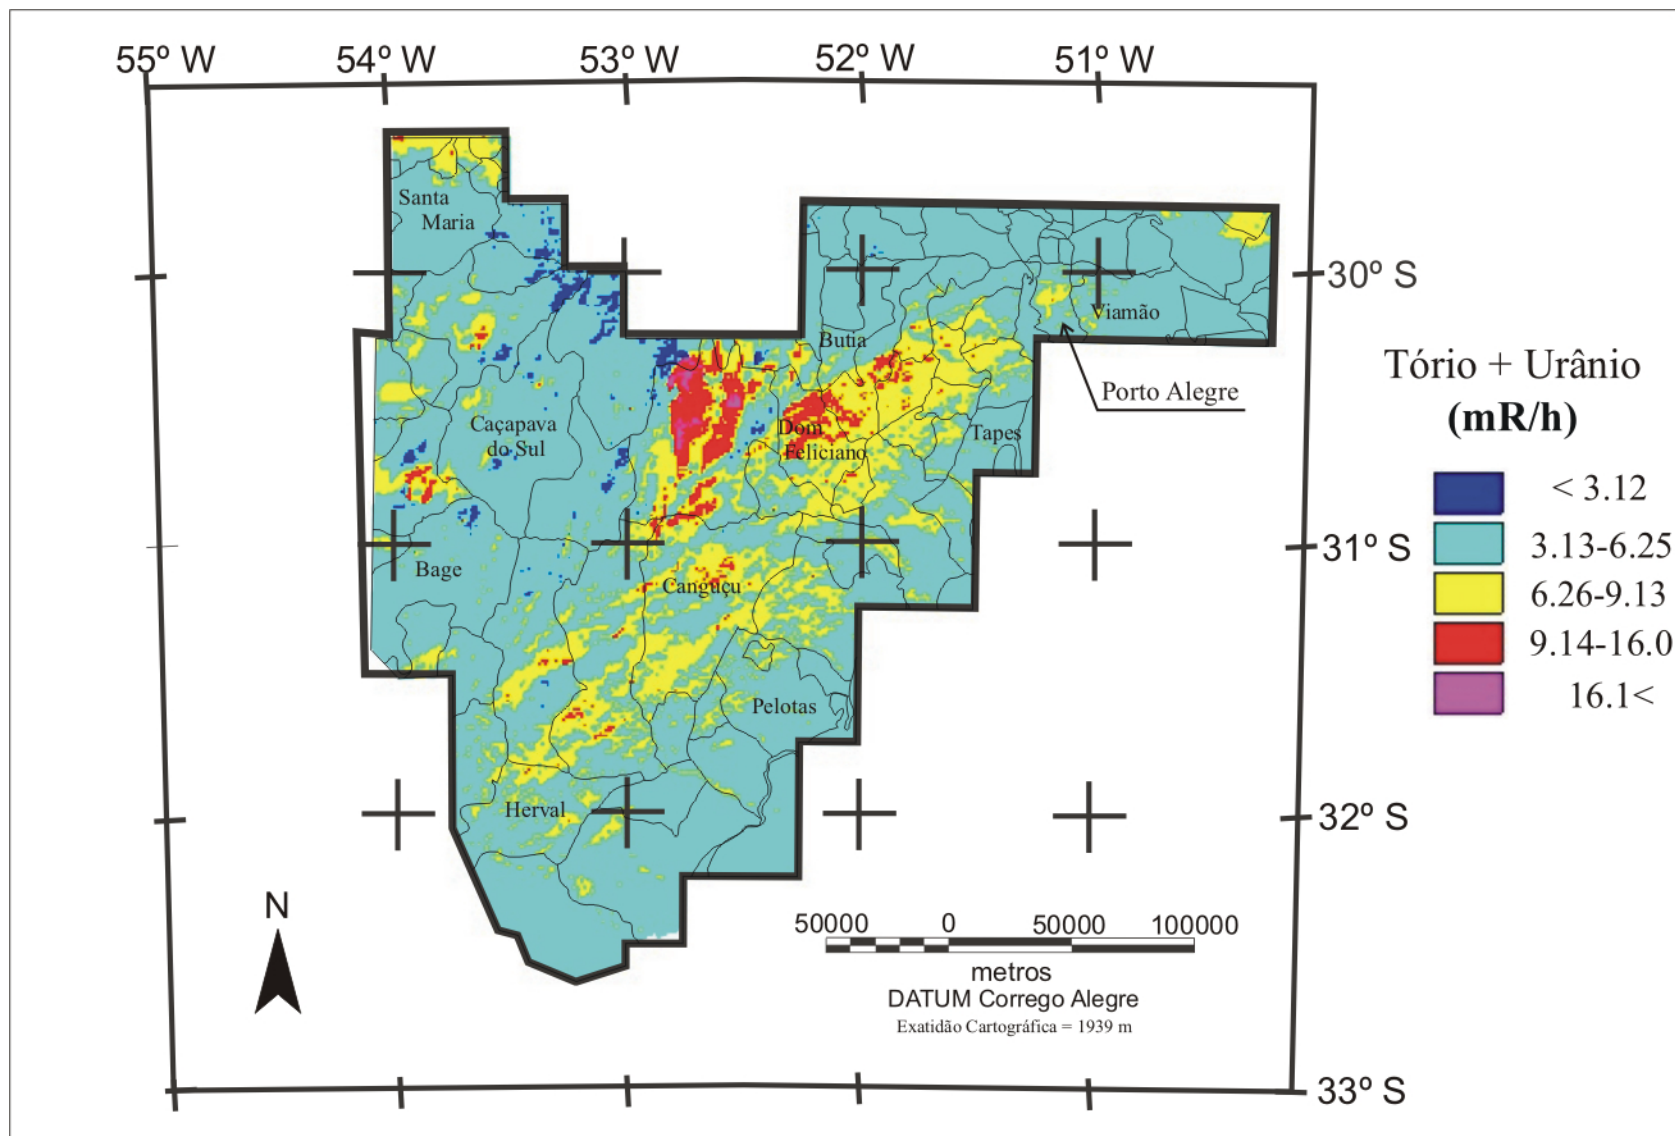 55º W 54º W 53º W 52º W 51º W
Santa
Maria
30º S
Viamão
Butia
Porto Alegre
Caçapava
do Sul
Dom
Feliciano
Tapes
31º S
Bage
Canguçu
Pelotas
Herval
32º S
33º S
Tório + Urânio
(mR/h)
< 3.12
3.13-6.25
6.26-9.13
9.14-16.0
16.1<
N
50000 0 50000 100000
metros
DATUM Corrego Alegre
Exatidão Cartográfica = 1939 m